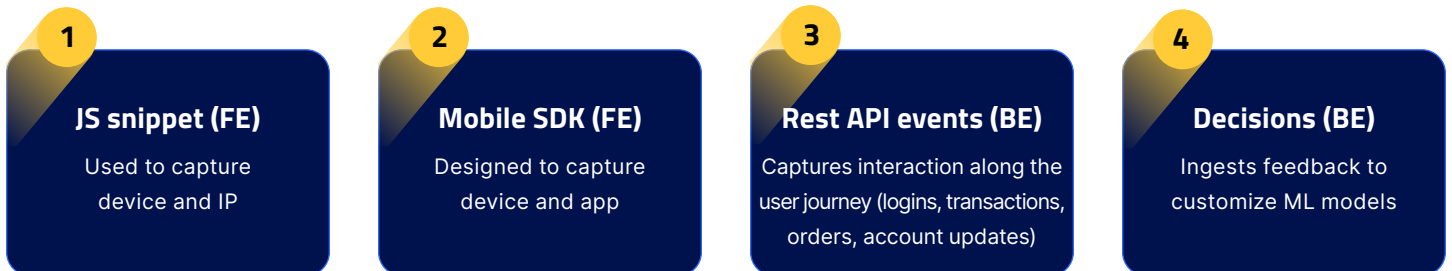 1
JS snippet (FE)
Used to capture
device and IP
2
Mobile SDK (FE)
Designed to capture
device and app
3
Rest API events (BE)
Captures interaction along the
user journey (logins, transactions,
orders, account updates)
4
Decisions (BE)
Ingests feedback to
customize ML models